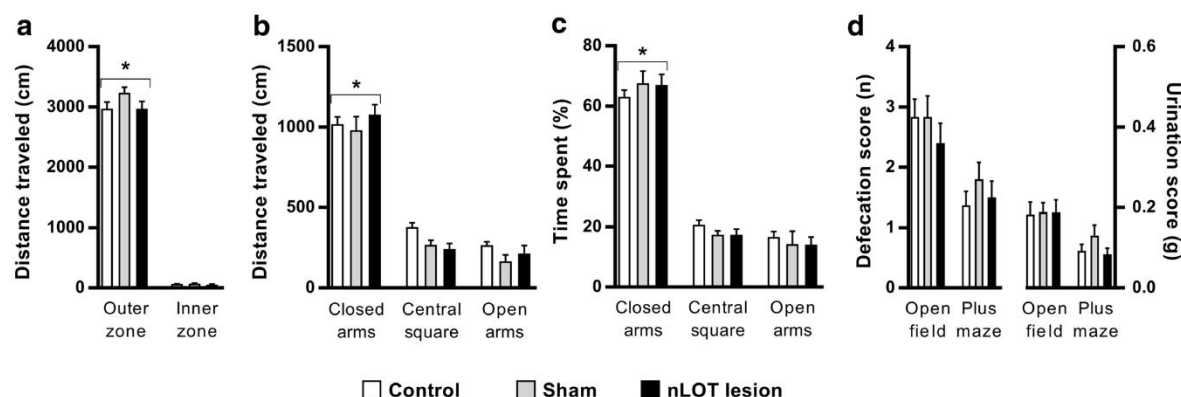 a
Distance traveled (cm)
4000
3000
2000
1000
0
*
Outer zone
Inner zone
b
Distance traveled (cm)
1500
1000
500
0
*
Closed arms
Central square
Open arms
c
Time spent (%)
80
60
40
20
0
*
Closed arms
Central square
Open arms
d
Defecation score (n)
4
3
2
1
0
Open field
Plus maze
Open field
Plus maze
0.6
0.4
0.2
0.0
Urination score (g)
Control
Sham
nLOT lesion